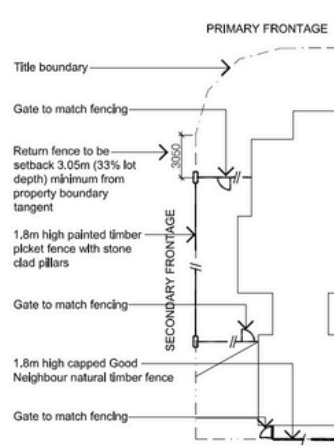 PRIMARY FRONTAGE
Title boundary
Gate to match fencing
Return fence to be
setback 3.05m (33% lot
depth) minimum from
property boundary
tangent
3050
1.8m high painted timber
picket fence with stone
clad pillars
SECONDARY FRONTAGE
Gate to match fencing
1.8m high capped Good
Neighbour natural timber fence
Gate to match fencing